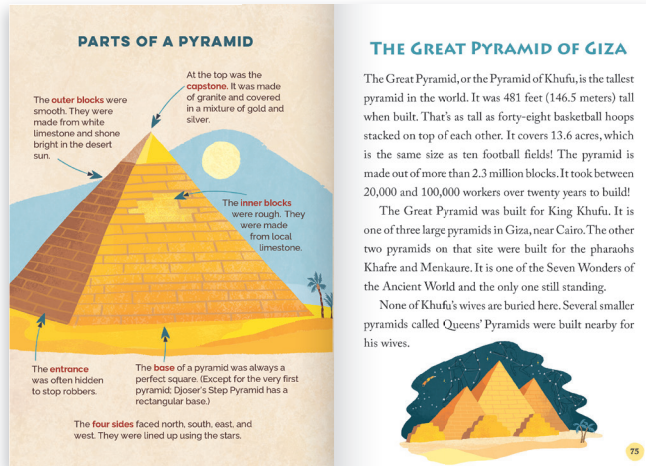 PARTS OF A PYRAMID
At the top was the
capstone. It was made
of granite and covered
in a mixture of gold and
silver.
The outer blocks were
smooth. They were
made from white
limestone and shone
bright in the desert
sun.
The inner blocks
were rough. They
were made
from local
limestone.
The entrance
was often hidden
to stop robbers.
The base of a pyramid was always a
perfect square. (Except for the very first
pyramid; Djoser's Step Pyramid has a
rectangular base.)
The four sides faced north, south, east, and
west. They were lined up using the stars.
THE GREAT PYRAMID OF GIZA
The Great Pyramid, or the Pyramid of Khufu, is the tallest
pyramid in the world. It was 481 feet (146.5 meters) tall
when built. That's as tall as forty-eight basketball hoops
stacked on top of each other. It covers 13.6 acres, which
is the same size as ten football fields! The pyramid is
made out of more than 2.3 million blocks. It took between
20,000 and 100,000 workers over twenty years to build!
The Great Pyramid was built for King Khufu. It is
one of three large pyramids in Giza, near Cairo. The other
two pyramids on that site were built for the pharaohs
Khafre and Menkaure. It is one of the Seven Wonders of
the Ancient World and the only one still standing.
None of Khufu's wives are buried here. Several smaller
pyramids called Queens' Pyramids were built nearby for
his wives.
75